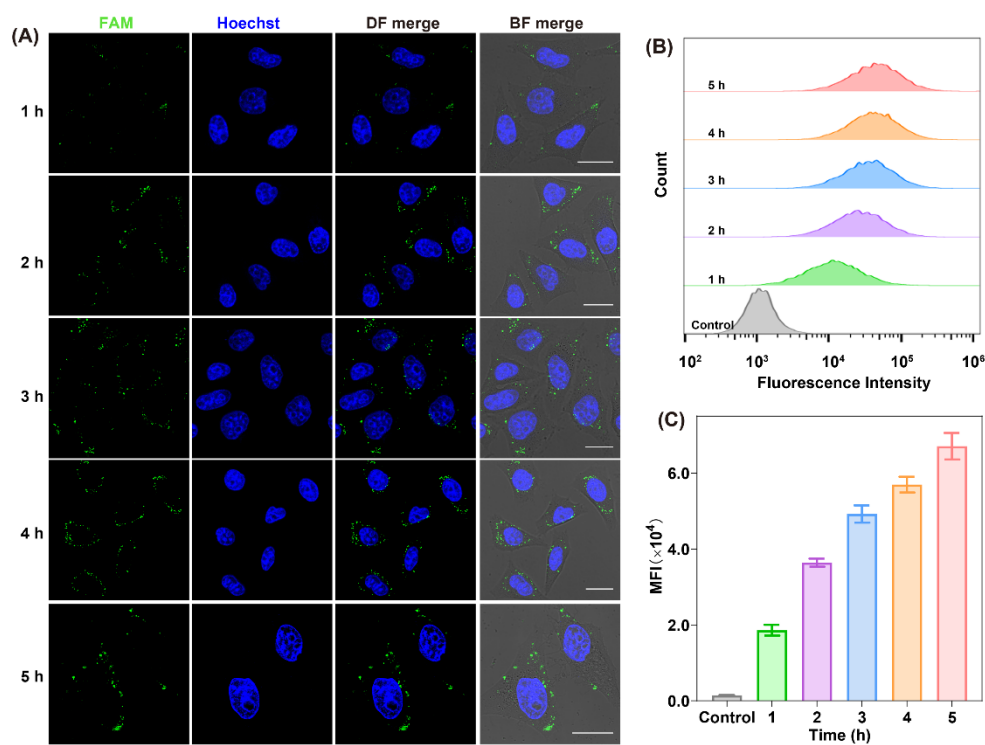 (A)
FAM Hoechst DF merge BF merge
1 h
2 h
3 h
4 h
5 h
(B)
Count
5 h
4 h
3 h
2 h
1 h
Control
10² 10³ 10⁴ 10⁵ 10⁶
Fluorescence Intensity
(C)
MFI (×10⁴)
6.0
4.0
2.0
0.0
Control 1 2 3 4 5
Time (h)